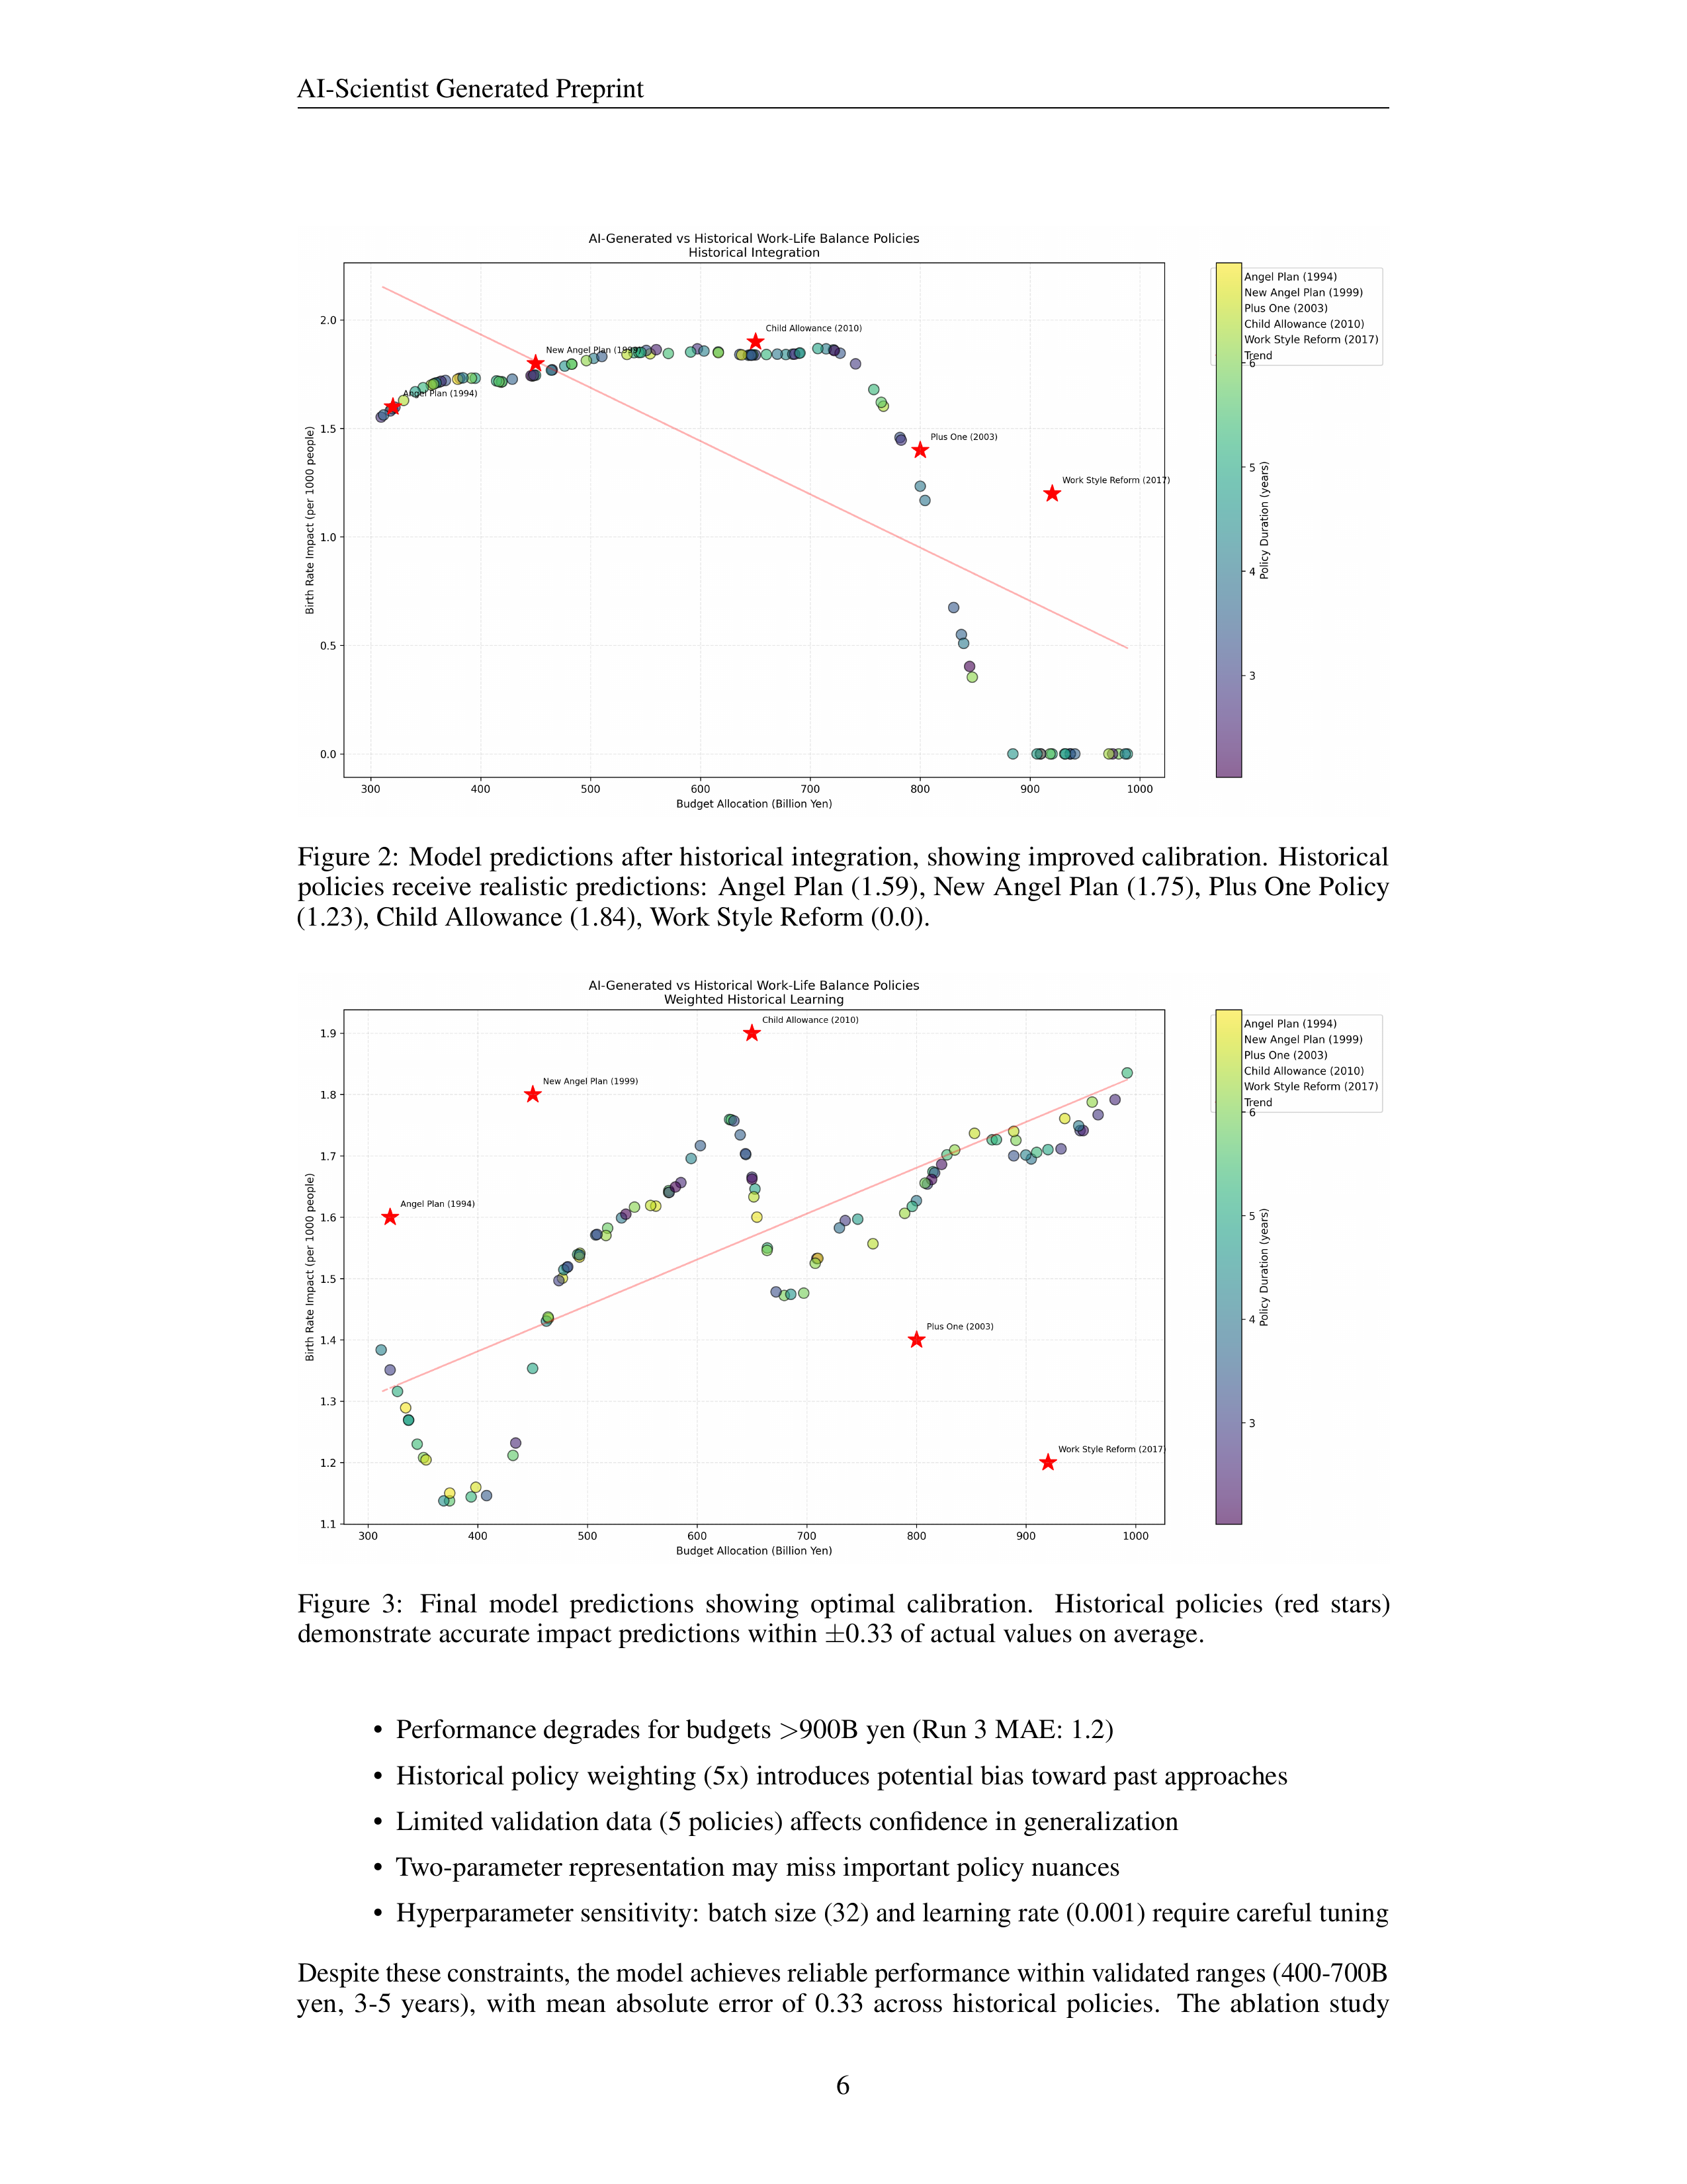 AI-Scientist Generated Preprint
AI-Generated vs Historical Work-Life Balance Policies
Historical Integration
Birth Rate Impact (per 1000 people)
2.0
1.5
1.0
0.5
0.0
Angel Plan (1994)
New Angel Plan (1999)
Child Allowance (2010)
Plus One (2003)
Work Style Reform (2017)
300 400 500 600 700 800 900 1000
Budget Allocation (Billion Yen)
Angel Plan (1994)
New Angel Plan (1999)
Plus One (2003)
Child Allowance (2010)
Work Style Reform (2017)
Trend
6
5
4
3
Policy Duration (years)
Figure 2: Model predictions after historical integration, showing improved calibration. Historical
policies receive realistic predictions: Angel Plan (1.59), New Angel Plan (1.75), Plus One Policy
(1.23), Child Allowance (1.84), Work Style Reform (0.0).
AI-Generated vs Historical Work-Life Balance Policies
Weighted Historical Learning
Birth Rate Impact (per 1000 people)
1.9
1.8
1.7
1.6
1.5
1.4
1.3
1.2
1.1
Child Allowance (2010)
New Angel Plan (1999)
Angel Plan (1994)
Plus One (2003)
Work Style Reform (2017)
300 400 500 600 700 800 900 1000
Budget Allocation (Billion Yen)
Angel Plan (1994)
New Angel Plan (1999)
Plus One (2003)
Child Allowance (2010)
Work Style Reform (2017)
Trend
6
5
4
3
Policy Duration (years)
Figure 3: Final model predictions showing optimal calibration. Historical policies (red stars)
demonstrate accurate impact predictions within ±0.33 of actual values on average.
• Performance degrades for budgets >900B yen (Run 3 MAE: 1.2)
• Historical policy weighting (5x) introduces potential bias toward past approaches
• Limited validation data (5 policies) affects confidence in generalization
• Two-parameter representation may miss important policy nuances
• Hyperparameter sensitivity: batch size (32) and learning rate (0.001) require careful tuning
Despite these constraints, the model achieves reliable performance within validated ranges (400-700B
yen, 3-5 years), with mean absolute error of 0.33 across historical policies. The ablation study
6